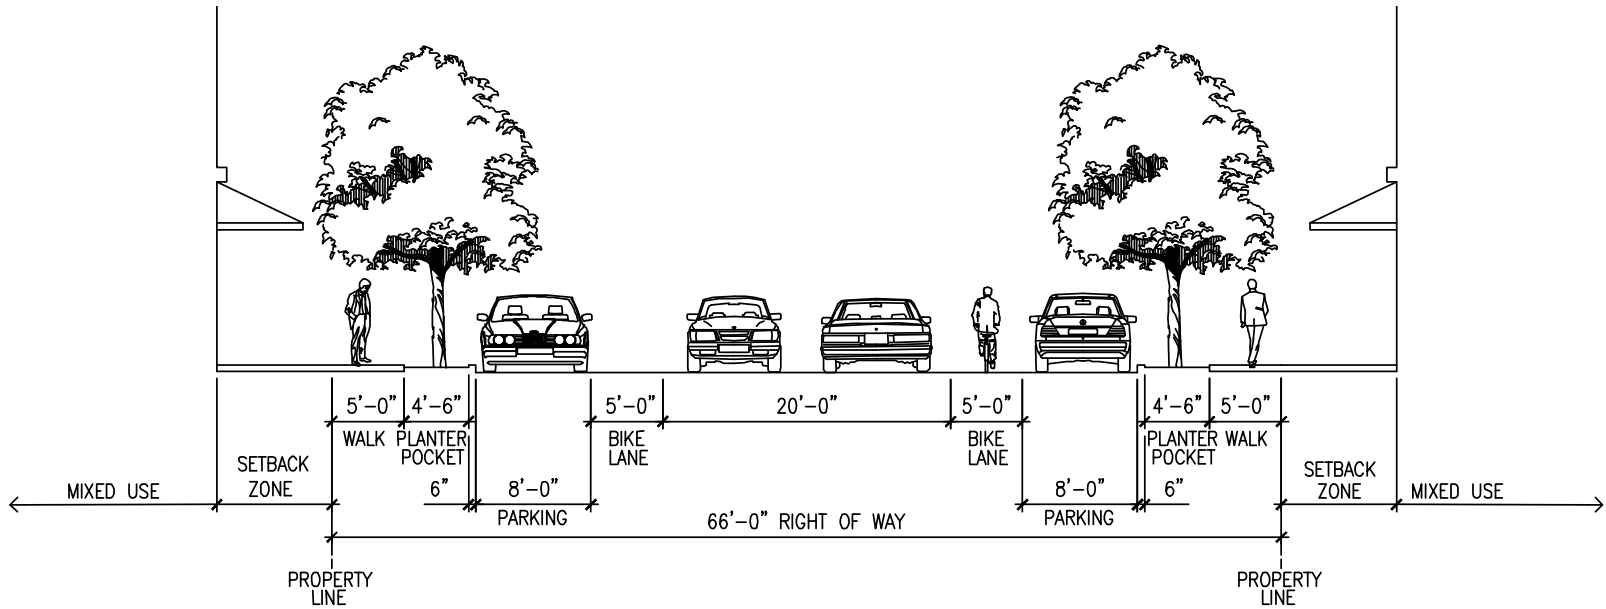 5'-0" 4'-6" 5'-0" 20'-0" 5'-0" 4'-6" 5'-0"
WALK PLANTER BIKE BIKE PLANTER WALK
POCKET LANE LANE POCKET
SETBACK SETBACK
MIXED USE ZONE 6" 8'-0" 8'-0" 6" ZONE MIXED USE
PARKING PARKING
66'-0" RIGHT OF WAY
PROPERTY PROPERTY
LINE LINE